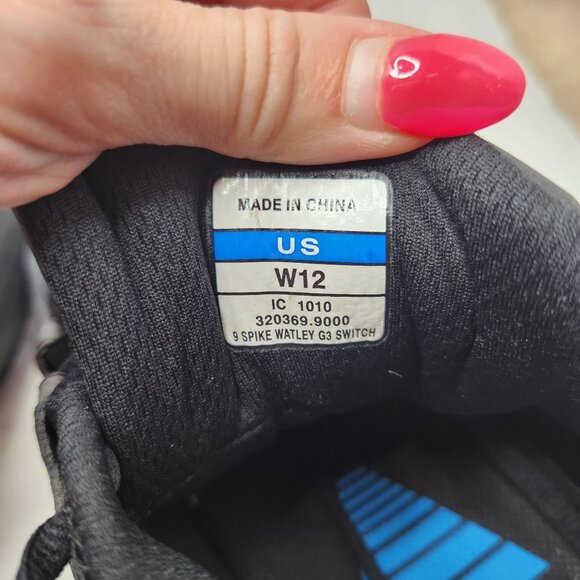 MADE IN CHINA
US
W12
IC 1010
320369.9000
9 SPIKE WATLEY G3 SWITCH